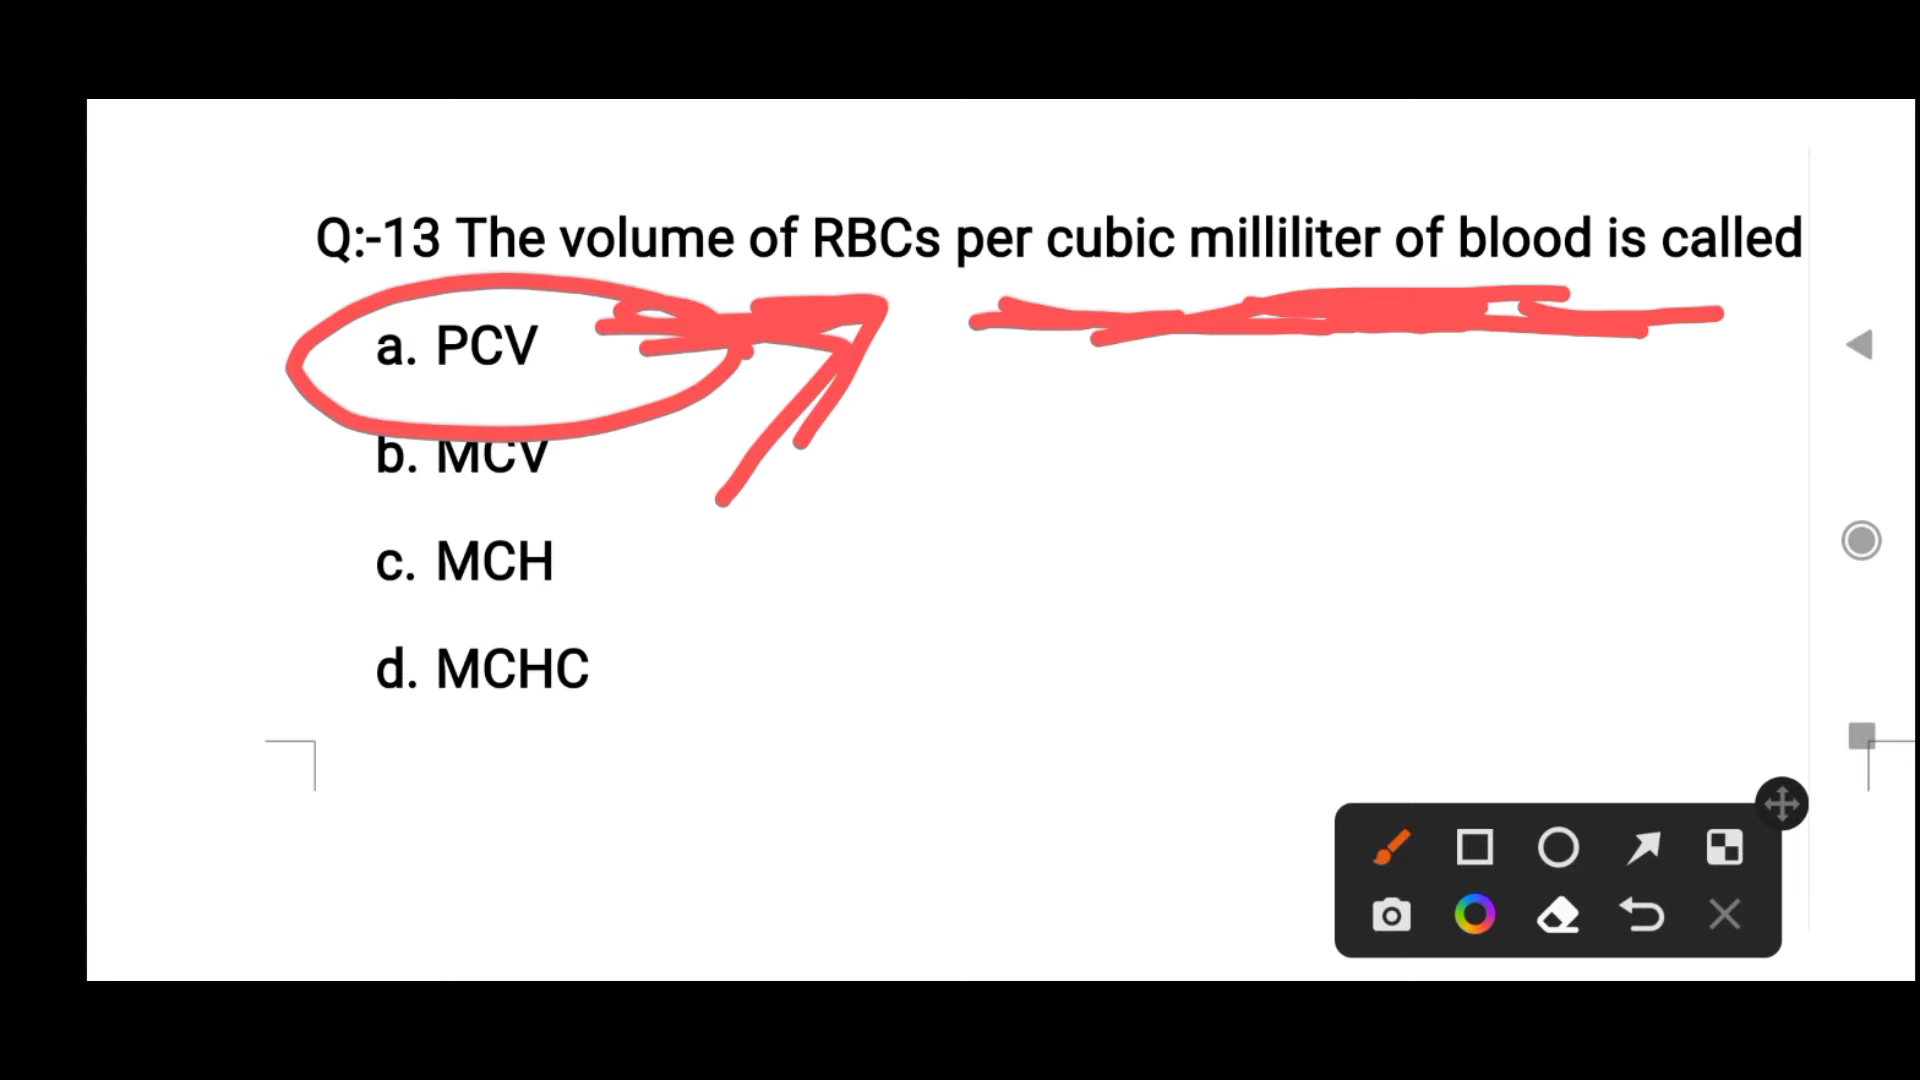 Q:-13 The volume of RBCs per cubic milliliter of blood is called
a. PCV
b. MCV
c. MCH
d. MCHC